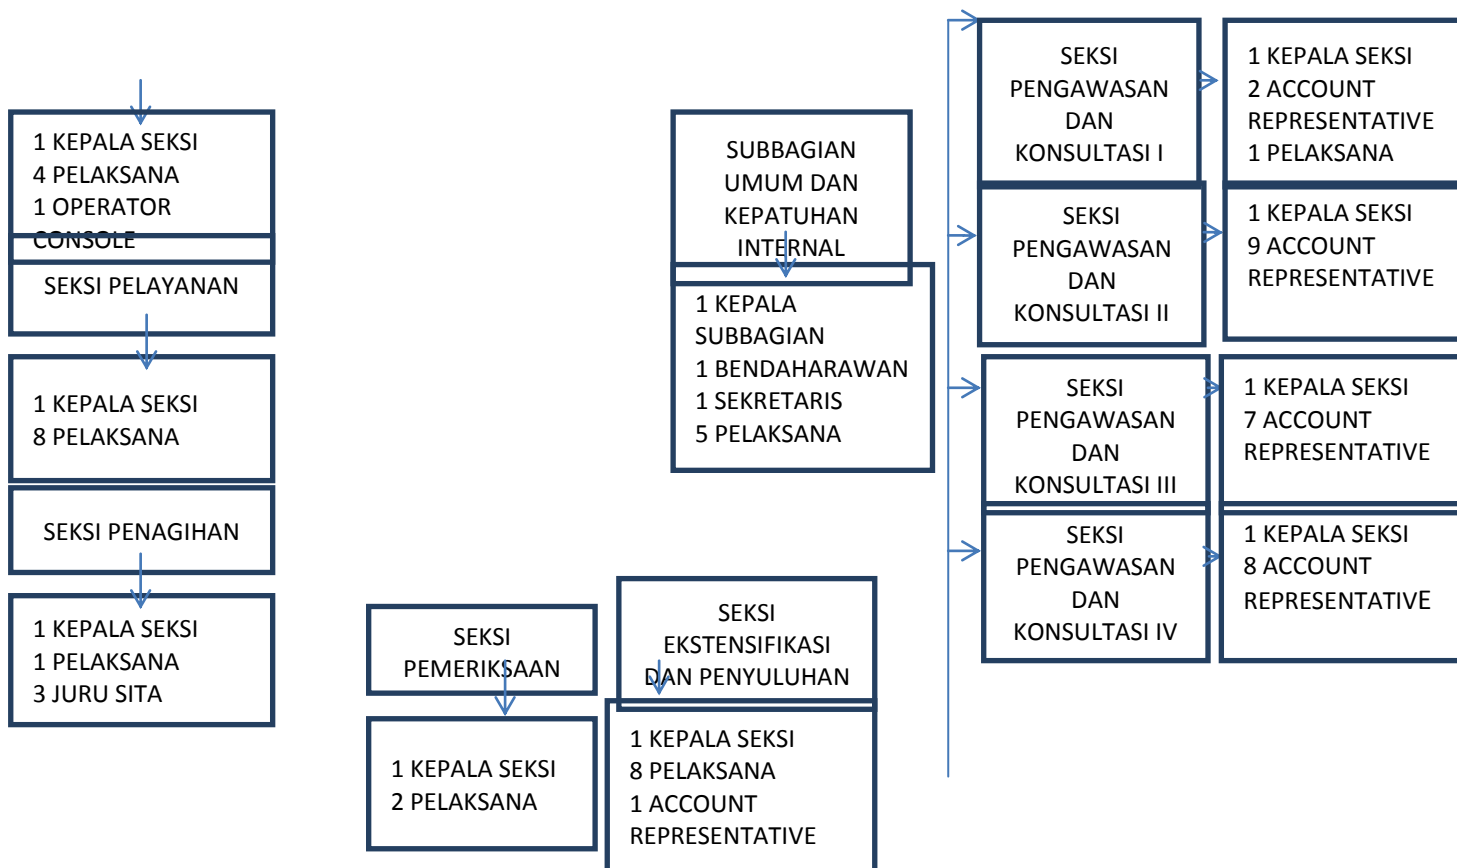 1 KEPALA SEKSI
4 PELAKSANA
1 OPERATOR
CONSOLE
SEKSI PELAYANAN
1 KEPALA SEKSI
8 PELAKSANA
SEKSI PENAGIHAN
1 KEPALA SEKSI
1 PELAKSANA
3 JURU SITA
SEKSI
PEMERIKSAAN
1 KEPALA SEKSI
2 PELAKSANA
SEKSI
EKSTENSIFIKASI
DAN PENYULUHAN
1 KEPALA SEKSI
8 PELAKSANA
1 ACCOUNT
REPRESENTATIVE
SUBBAGIAN
UMUM DAN
KEPATUHAN
INTERNAL
1 KEPALA
SUBBAGIAN
1 BENDAHARAWAN
1 SEKRETARIS
5 PELAKSANA
SEKSI
PENGAWASAN
DAN
KONSULTASI I
1 KEPALA SEKSI
2 ACCOUNT
REPRESENTATIVE
1 PELAKSANA
SEKSI
PENGAWASAN
DAN
KONSULTASI II
1 KEPALA SEKSI
9 ACCOUNT
REPRESENTATIVE
SEKSI
PENGAWASAN
DAN
KONSULTASI III
1 KEPALA SEKSI
7 ACCOUNT
REPRESENTATIVE
SEKSI
PENGAWASAN
DAN
KONSULTASI IV
1 KEPALA SEKSI
8 ACCOUNT
REPRESENTATIVE